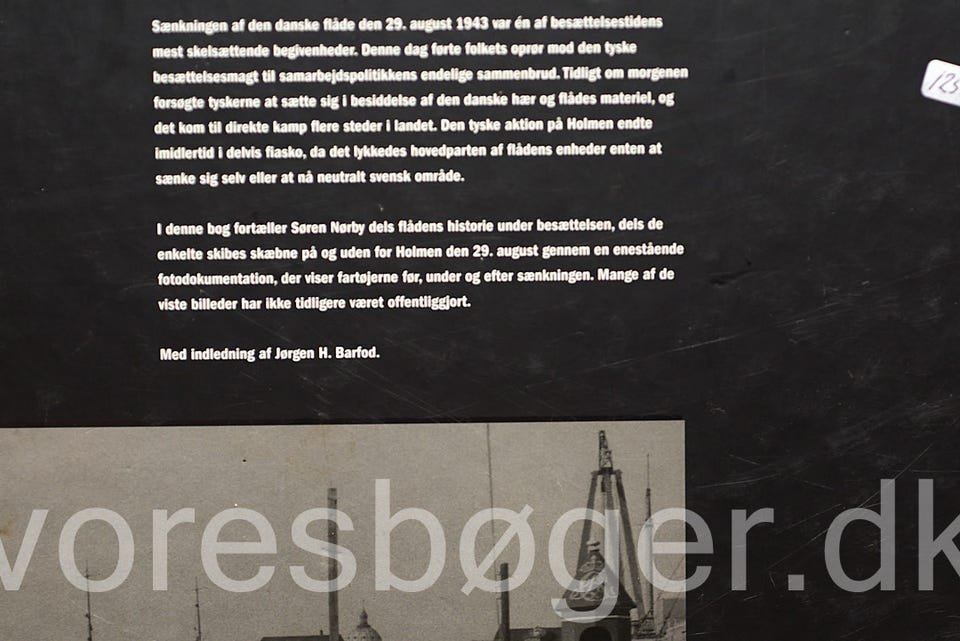 Sænkningen af den danske flåde den 29. august 1943 var én af besættelsestidens
mest skelsættende begivenheder. Denne dag førte folkets oprør mod den tyske
besættelsesmagt til samarbejdspolitikkens endelige sammenbrud. Tidligt om morgenen
forsøgte tyskerne at sætte sig i besiddelse af den danske hær og flådes materiel, og
det kom til direkte kamp flere steder i landet. Den tyske aktion på Holmen endte
imidlertid i delvis fiasko, da det lykkedes hovedparten af flådens enheder enten at
sænke sig selv eller at nå neutralt svensk område.
I denne bog fortæller Søren Nørby dels flådens historie under besættelsen, dels de
enkelte skibes skæbne på og uden for Holmen den 29. august gennem en enestående
fotodokumentation, der viser fartøjerne før, under og efter sænkningen. Mange af de
viste billeder har ikke tidligere været offentliggjort.
Med indledning af Jørgen H. Barfod.
voresbøger.dk